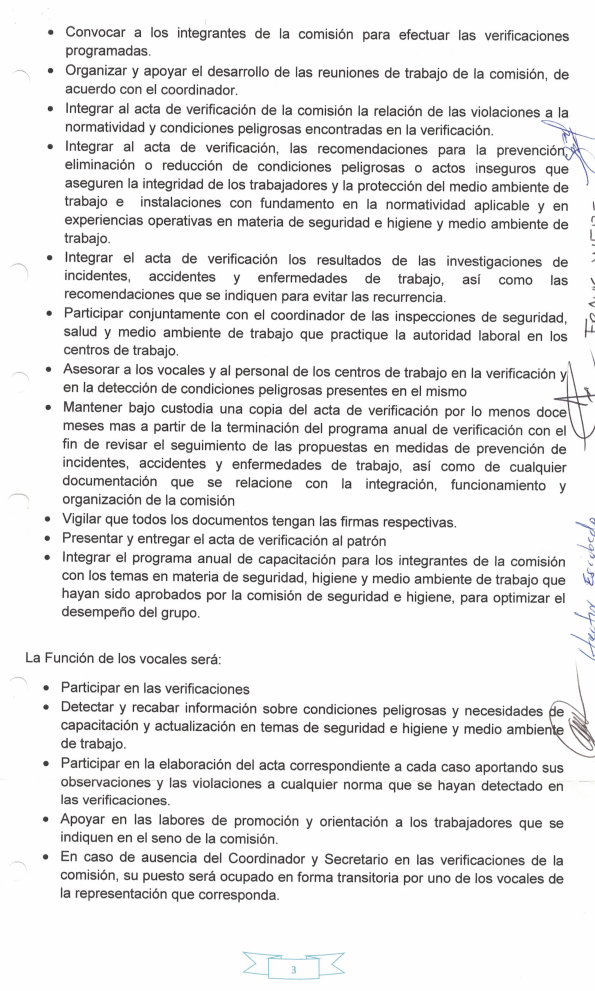 • Convocar a los integrantes de la comisión para efectuar las verificaciones
programadas.
• Organizar y apoyar el desarrollo de las reuniones de trabajo de la comisión, de
acuerdo con el coordinador.
• Integrar al acta de verificación de la comisión la relación de las violaciones a la
normatividad y condiciones peligrosas encontradas en la verificación.
• Integrar al acta de verificación, las recomendaciones para la prevención,
eliminación o reducción de condiciones peligrosas o actos inseguros que
aseguren la integridad de los trabajadores y la protección del medio ambiente de
trabajo e instalaciones con fundamento en la normatividad aplicable y en
experiencias operativas en materia de seguridad e higiene y medio ambiente de
trabajo.
• Integrar el acta de verificación los resultados de las investigaciones de
incidentes, accidentes y enfermedades de trabajo, así como las
recomendaciones que se indiquen para evitar las recurrencia.
• Participar conjuntamente con el coordinador de las inspecciones de seguridad,
salud y medio ambiente de trabajo que practique la autoridad laboral en los
centros de trabajo.
• Asesorar a los vocales y al personal de los centros de trabajo en la verificación y
en la detección de condiciones peligrosas presentes en el mismo
• Mantener bajo custodia una copia del acta de verificación por lo menos doce
meses mas a partir de la terminación del programa anual de verificación con el
fin de revisar el seguimiento de las propuestas en medidas de prevención de
incidentes, accidentes y enfermedades de trabajo, así como de cualquier
documentación que se relacione con la integración, funcionamiento y
organización de la comisión
• Vigilar que todos los documentos tengan las firmas respectivas.
• Presentar y entregar el acta de verificación al patrón
• Integrar el programa anual de capacitación para los integrantes de la comisión
con los temas en materia de seguridad, higiene y medio ambiente de trabajo que
hayan sido aprobados por la comisión de seguridad e higiene, para optimizar el
desempeño del grupo.
La Función de los vocales será:
• Participar en las verificaciones
• Detectar y recabar información sobre condiciones peligrosas y necesidades de
capacitación y actualización en temas de seguridad e higiene y medio ambiente
de trabajo.
• Participar en la elaboración del acta correspondiente a cada caso aportando sus
observaciones y las violaciones a cualquier norma que se hayan detectado en
las verificaciones.
• Apoyar en las labores de promoción y orientación a los trabajadores que se
indiquen en el seno de la comisión.
• En caso de ausencia del Coordinador y Secretario en las verificaciones de la
comisión, su puesto será ocupado en forma transitoria por uno de los vocales de
la representación que corresponda.
Hector Escobedo
3